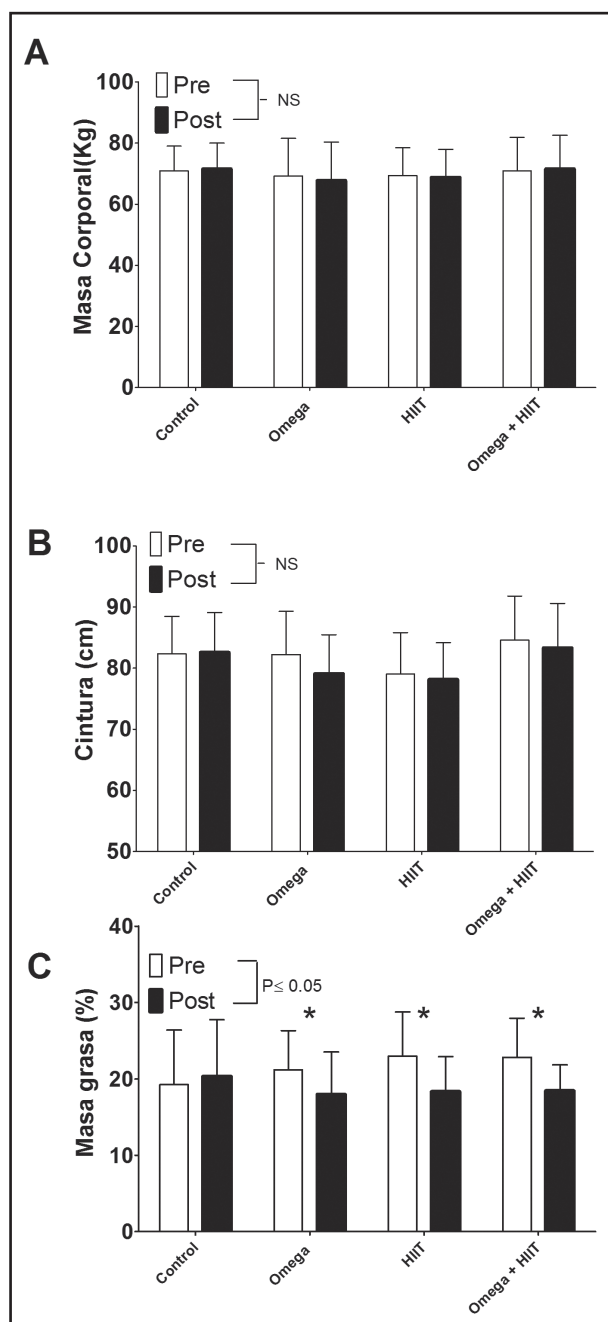 A
Pre
Post
NS
Masa Corporal(Kg)
100
80
60
40
20
0
Control
Omega
HIIT
Omega + HIIT
B
Pre
Post
NS
Cintura (cm)
100
90
80
70
60
50
Control
Omega
HIIT
Omega + HIIT
C
Pre
Post
P≤ 0.05
Masa grasa (%)
40
30
20
10
0
* * *
Control
Omega
HIIT
Omega + HIIT